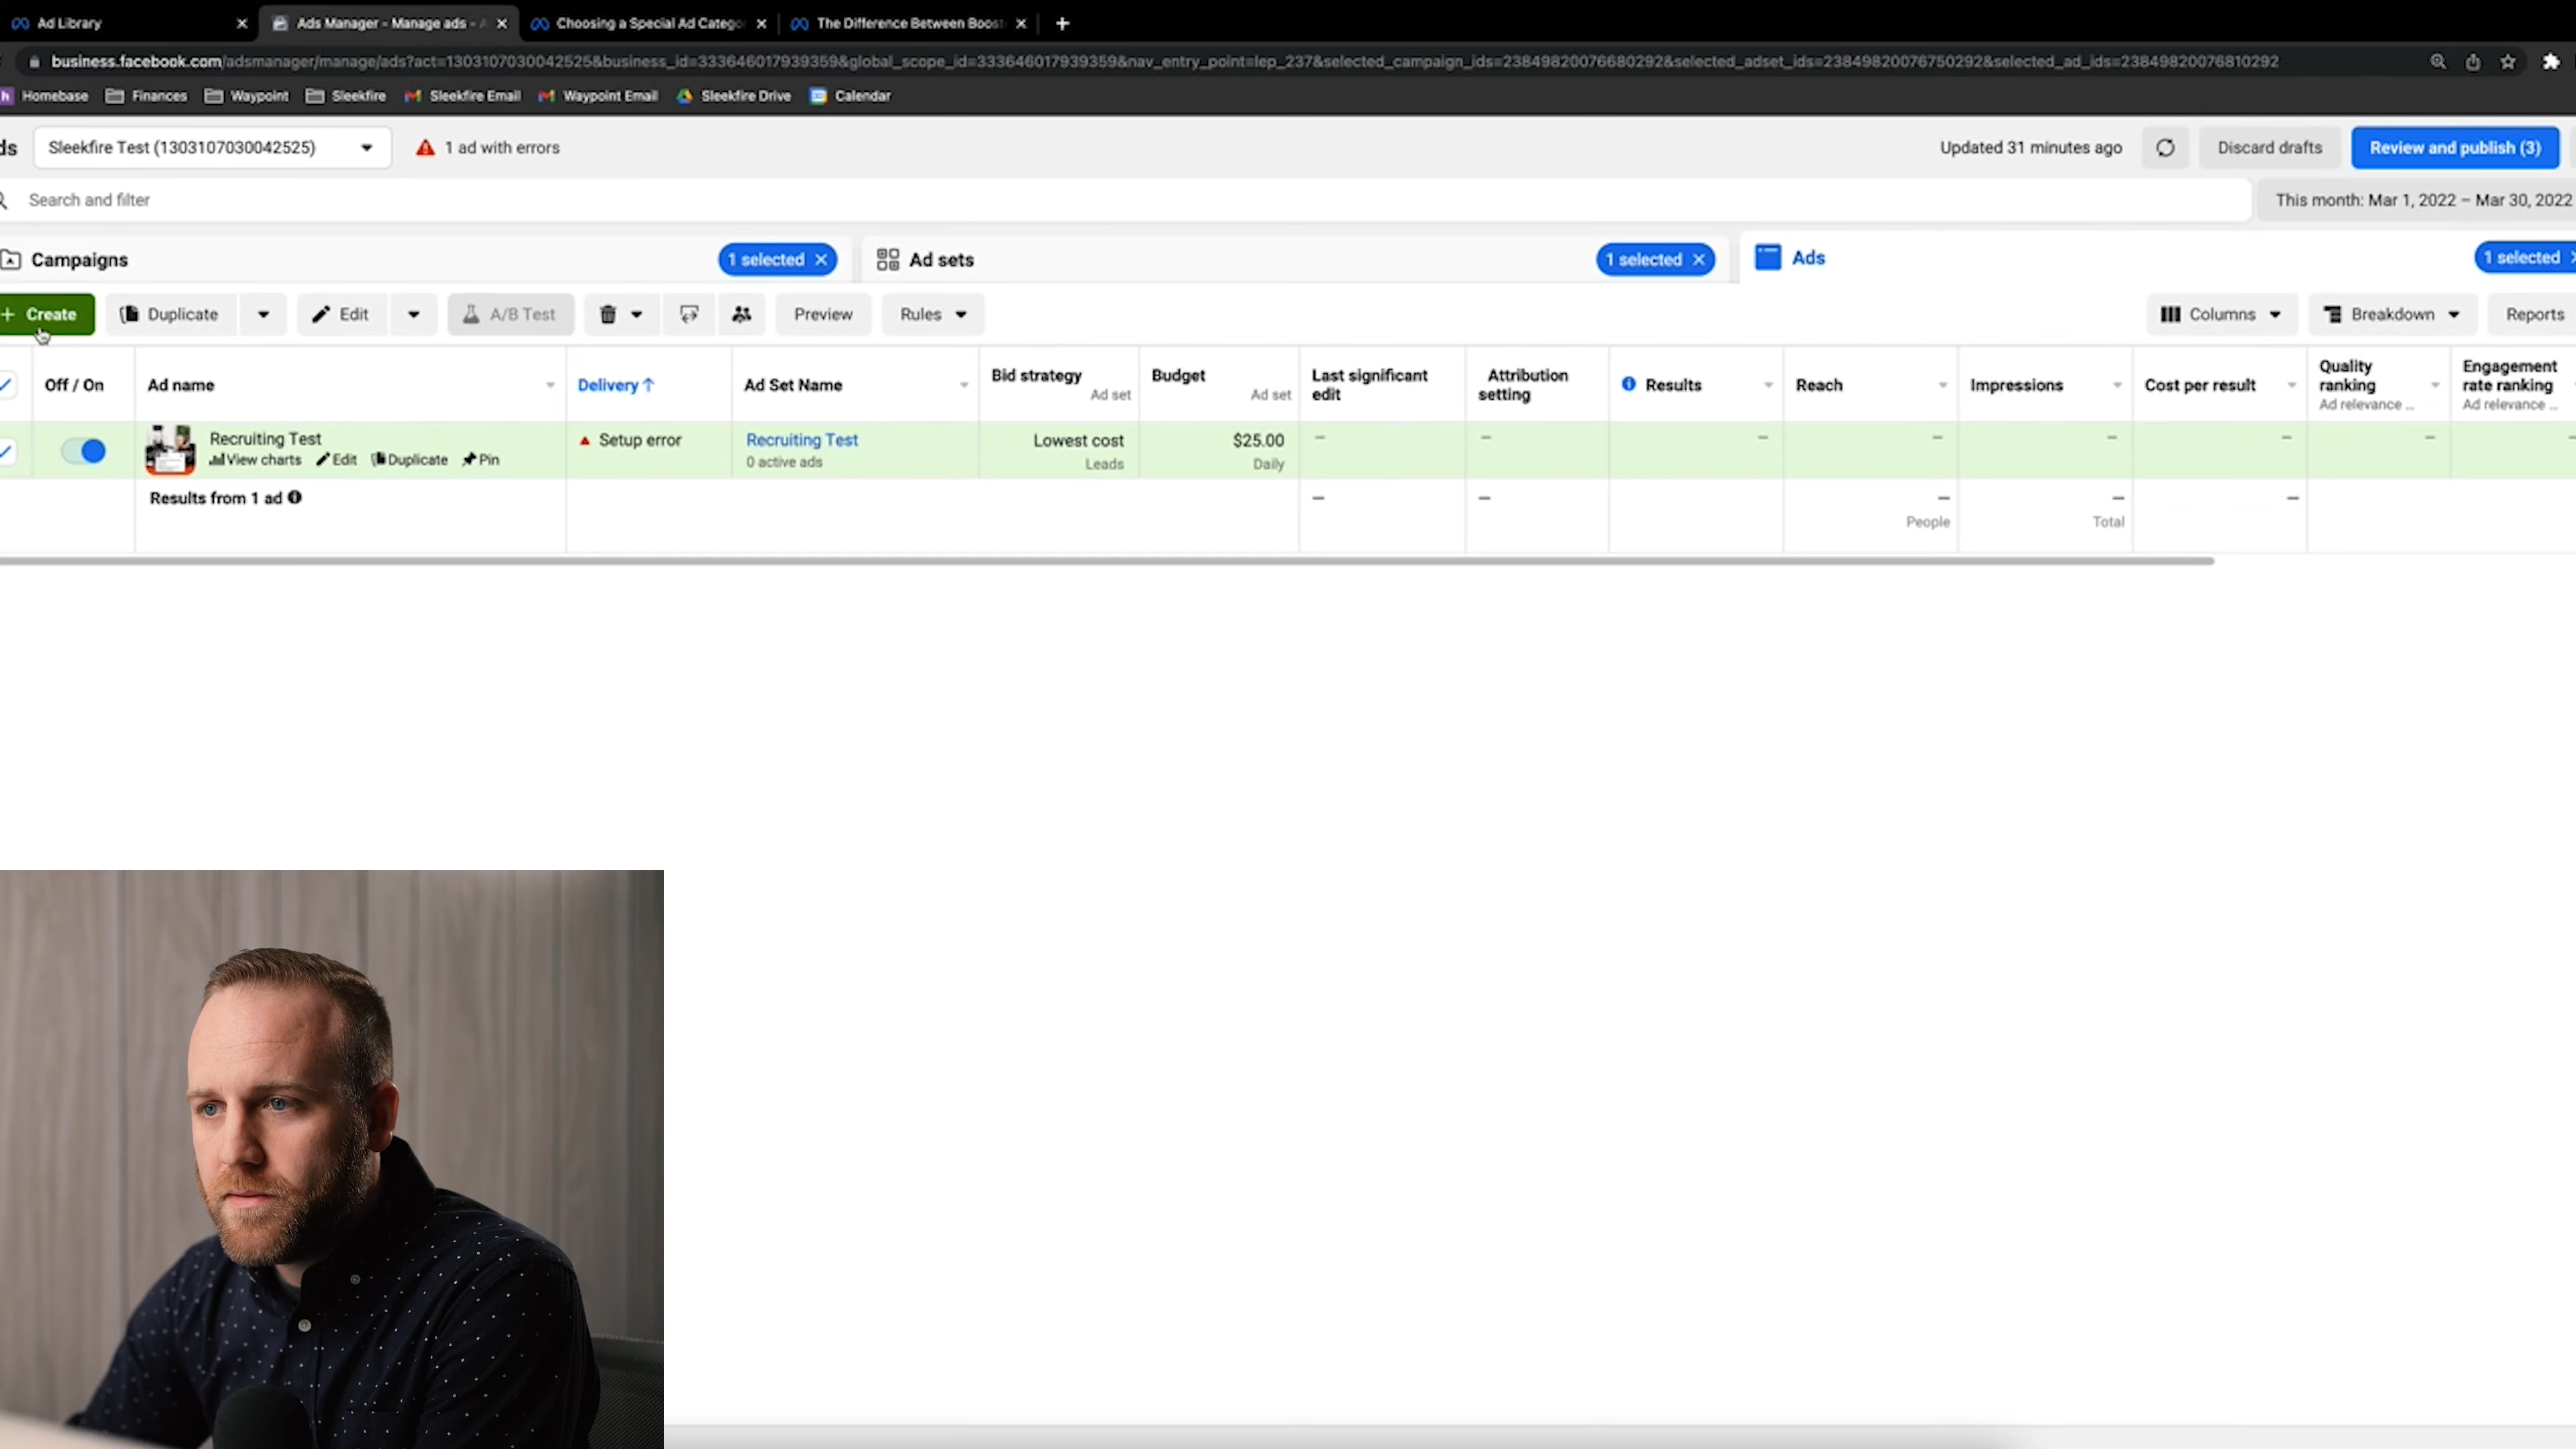 Ad Library
Ads Manager - Manage ads -
Choosing a Special Ad Catego
The Difference Between Boost
business.facebook.com/adsmanager/manage/ads?act=1303107030042525&business_id=333646017939359&global_scope_id=333646017939359&nav_entry_point=lep_237&selected_campaign_ids=23849820076680292&selected_adset_ids=23849820076750292&selected_ad_ids=23849820076810292
h Homebase Finances Waypoint Sleekfire Sleekfire Email Waypoint Email Sleekfire Drive Calendar
ds Sleekfire Test (1303107030042525) 1 ad with errors Updated 31 minutes ago Discard drafts Review and publish (3)
Search and filter This month: Mar 1, 2022 – Mar 30, 2022
Campaigns 1 selected × Ad sets 1 selected × Ads 1 selected
+ Create Duplicate Edit A/B Test Preview Rules Columns Breakdown Reports
Off / On Ad name Delivery ↑ Ad Set Name Bid strategy Ad set Budget Ad set Last significant edit Attribution setting Results Reach Impressions Cost per result Quality ranking Ad relevance ... Engagement rate ranking Ad relevance ...
Recruiting Test Setup error Recruiting Test Lowest cost $25.00 – – – – – – –
View charts Edit Duplicate Pin 0 active ads Leads Daily
Results from 1 ad – – – – –
People Total